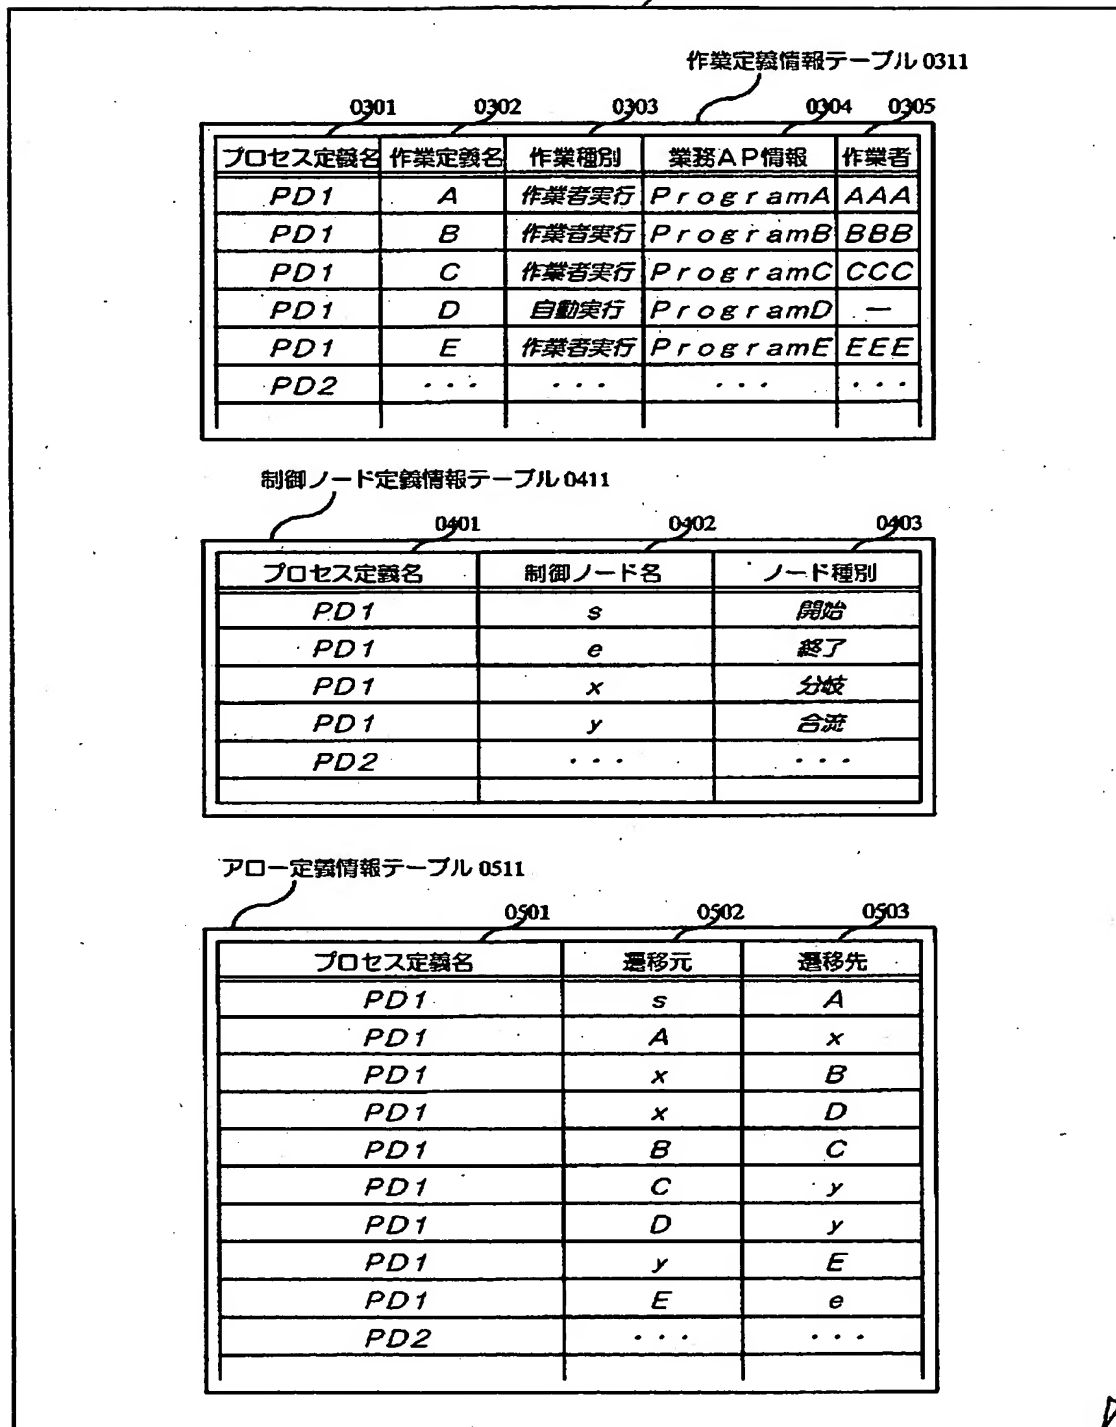 作業定義情報テーブル 0311
0301 0302 0303 0304 0305
プロセス定義名 作業定義名 作業種別 業務AP情報 作業者
PD1 A 作業者実行 ProgramA AAA
PD1 B 作業者実行 ProgramB BBB
PD1 C 作業者実行 ProgramC CCC
PD1 D 自動実行 ProgramD —
PD1 E 作業者実行 ProgramE EEE
PD2 ・・・ ・・・ ・・・ ・・・
制御ノード定義情報テーブル 0411
0401 0402 0403
プロセス定義名 制御ノード名 ノード種別
PD1 s 開始
PD1 e 終了
PD1 x 分岐
PD1 y 合流
PD2 ・・・ ・・・
アロー定義情報テーブル 0511
0501 0502 0503
プロセス定義名 遷移元 遷移先
PD1 s A
PD1 A x
PD1 x B
PD1 x D
PD1 B C
PD1 C y
PD1 D y
PD1 y E
PD1 E e
PD2 ・・・ ・・・